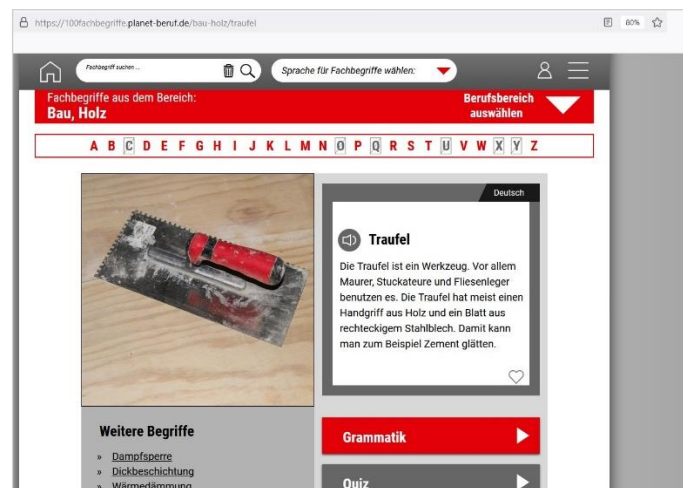 https://100fachbegriffe.planet-beruf.de/bau-holz/traufel
80%
Fachbegriff suchen ...
Sprache für Fachbegriffe wählen:
Fachbegriffe aus dem Bereich:
Bau, Holz
Berufsbereich
auswählen
A B C D E F G H I J K L M N O P Q R S T U V W X Y Z
Deutsch
Traufel
Die Traufel ist ein Werkzeug. Vor allem
Maurer, Stuckateure und Fliesenleger
benutzen es. Die Traufel hat meist einen
Handgriff aus Holz und ein Blatt aus
rechteckigem Stahlblech. Damit kann
man zum Beispiel Zement glätten.
Weitere Begriffe
» Dampfsperre
» Dickbeschichtung
» Wärmedämmung
Grammatik
Quiz